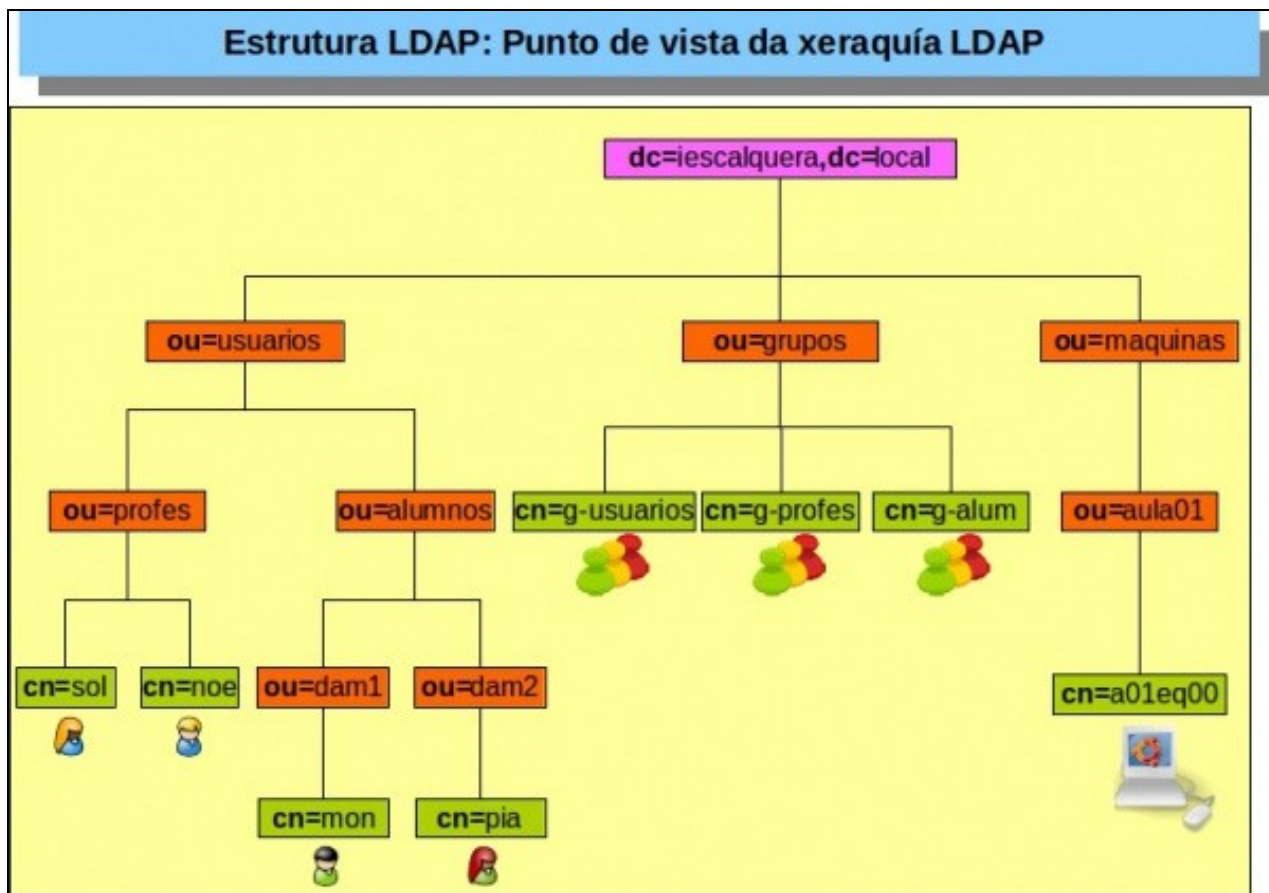 Estrutura LDAP: Punto de vista da xeraquía LDAP
dc=iescalquera,dc=local
ou=usuarios
ou=grupos
ou=maquinas
ou=profes
ou=alumnos
cn=g-usuarios
cn=g-profes
cn=g-alum
ou=aula01
cn=sol
cn=noe
ou=dam1
ou=dam2
cn=a01eq00
cn=mon
cn=pia